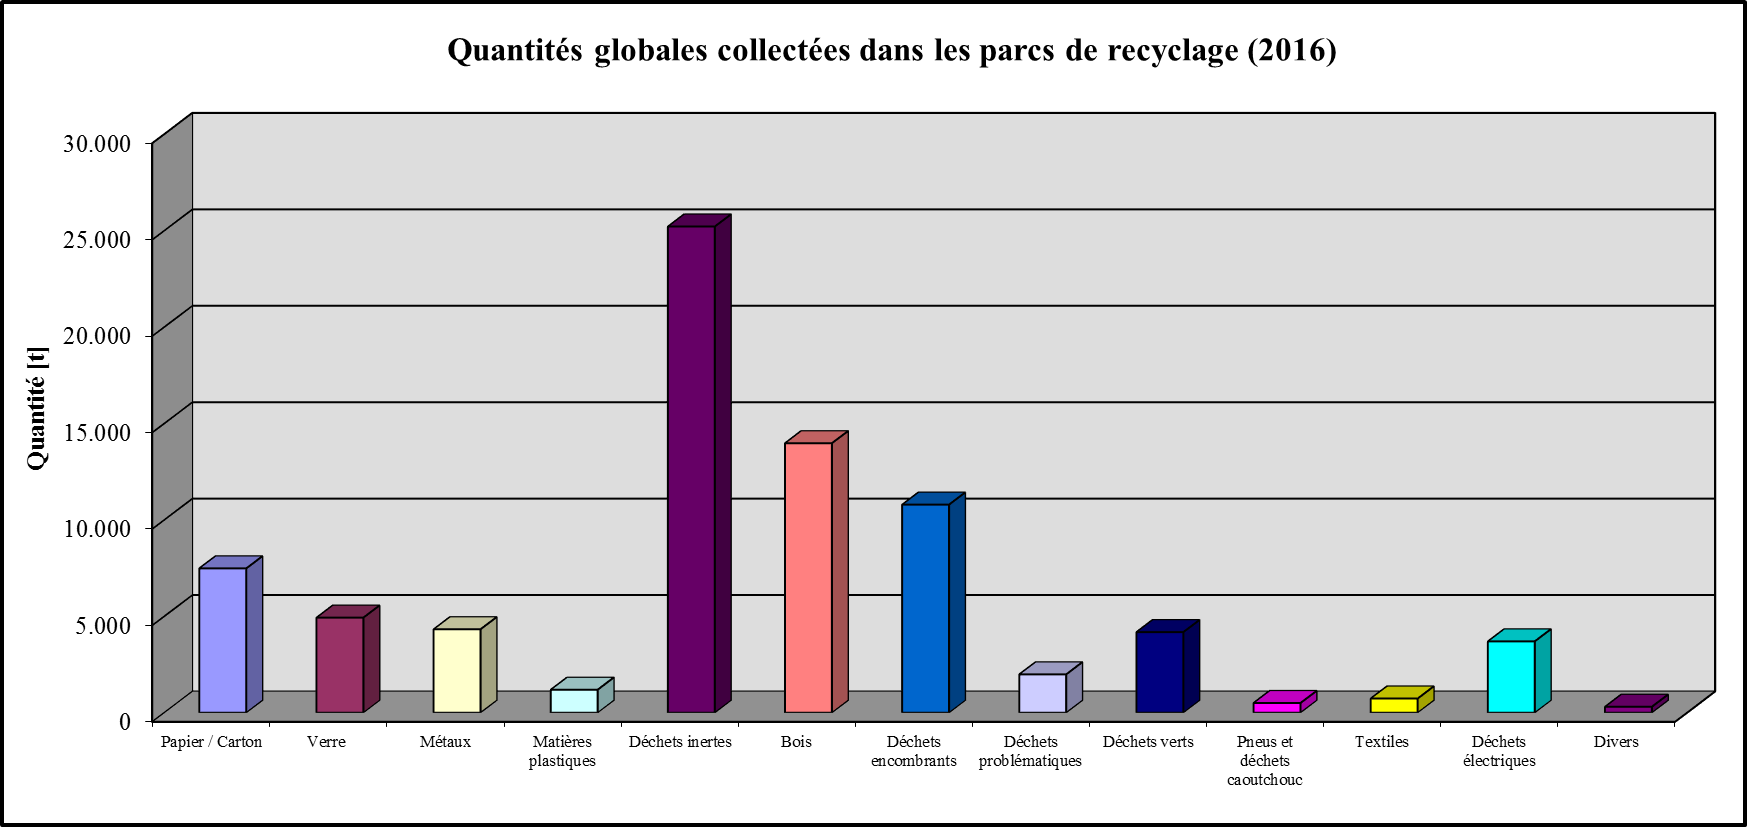 Quantités globales collectées dans les parcs de recyclage (2016)
30.000
25.000
20.000
15.000
10.000
5.000
0
Quantité [t]
Papier / Carton
Verre
Métaux
Matières
plastiques
Déchets inertes
Bois
Déchets
encombrants
Déchets
problématiques
Déchets verts
Pneus et
déchets
caoutchouc
Textiles
Déchets
électriques
Divers